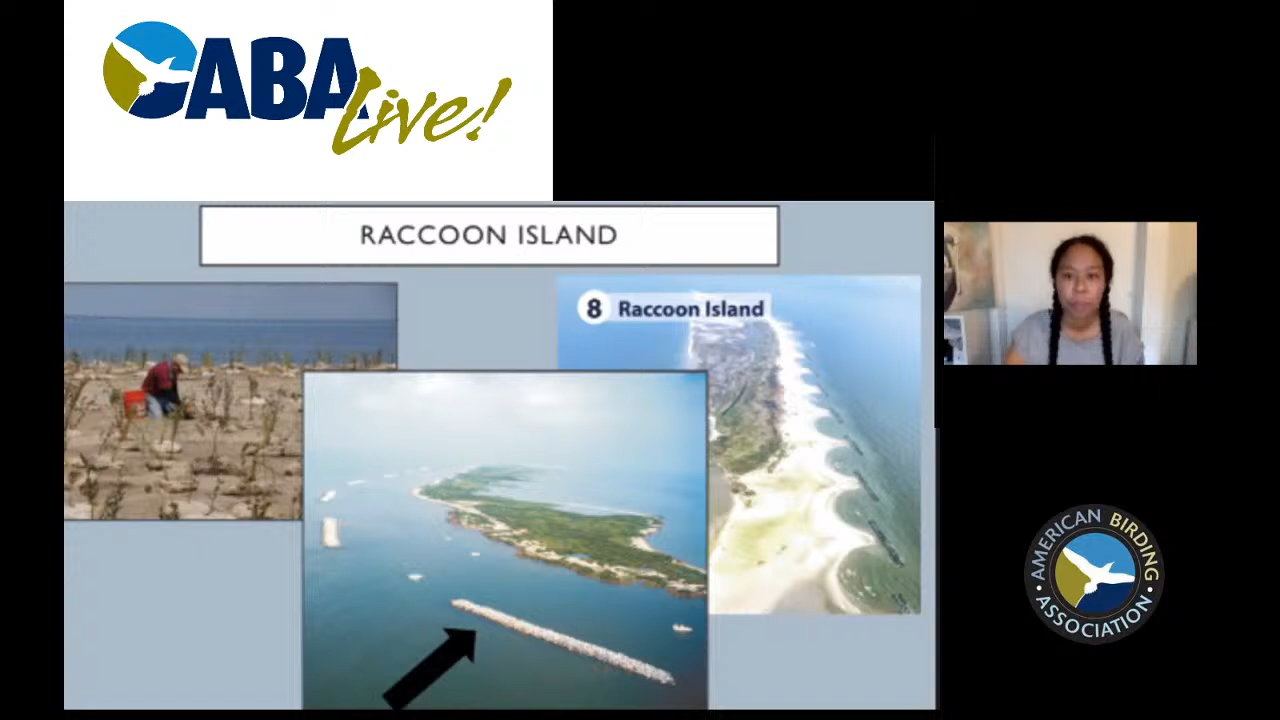 ABA Live!
RACCOON ISLAND
8 Raccoon Island
AMERICAN BIRDING
• ASSOCIATION •